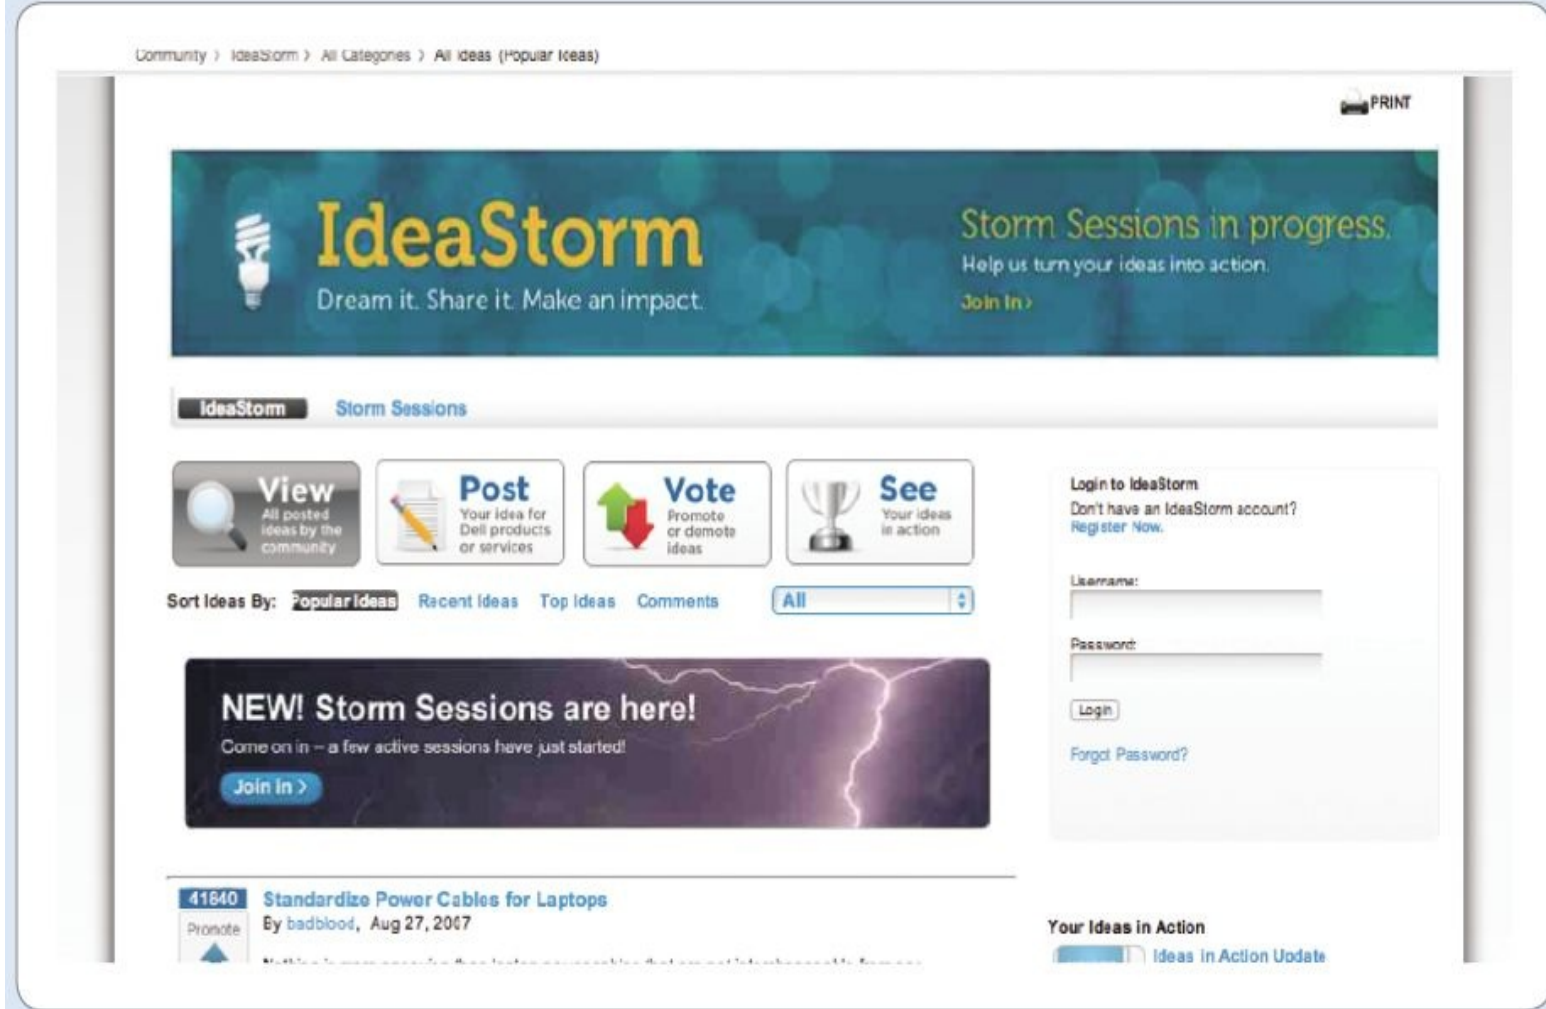 Community > IdeaStorm > All Categories > All Ideas (Popular Ideas)
PRINT
IdeaStorm
Dream it. Share it. Make an impact.
Storm Sessions in progress.
Help us turn your ideas into action.
Join In >
IdeaStorm Storm Sessions
View
All posted
ideas by the
community
Post
Your idea for
Dell products
or services
Vote
Promote
or demote
ideas
See
Your ideas
in action
Sort Ideas By: Popular Ideas Recent Ideas Top Ideas Comments All
NEW! Storm Sessions are here!
Come on in – a few active sessions have just started!
Join in >
Login to IdeaStorm
Don't have an IdeaStorm account?
Register Now.
Username:
Password:
Login
Forgot Password?
41640
Promote
Standardize Power Cables for Laptops
By badblood, Aug 27, 2007
Your Ideas in Action
Ideas in Action Update